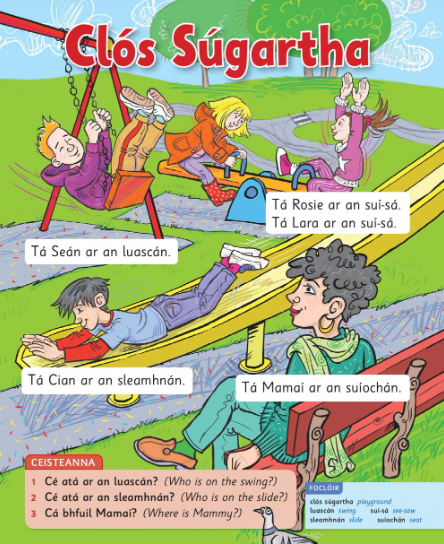 Clós Súgartha
Tá Rosie ar an suí-sá.
Tá Lara ar an suí-sá.
Tá Seán ar an luascán.
Tá Cian ar an sleamhnán.
Tá Mamaí ar an suíochán.
CEISTEANNA
1 Cé atá ar an luascán? (Who is on the swing?)
2 Cé atá ar an sleamhnán? (Who is on the slide?)
3 Cá bhfuil Mamaí? (Where is Mammy?)
FOCLÓIR
clós súgartha playground
luascán swing suí-sá see-saw
sleamhnán slide suíochán seat